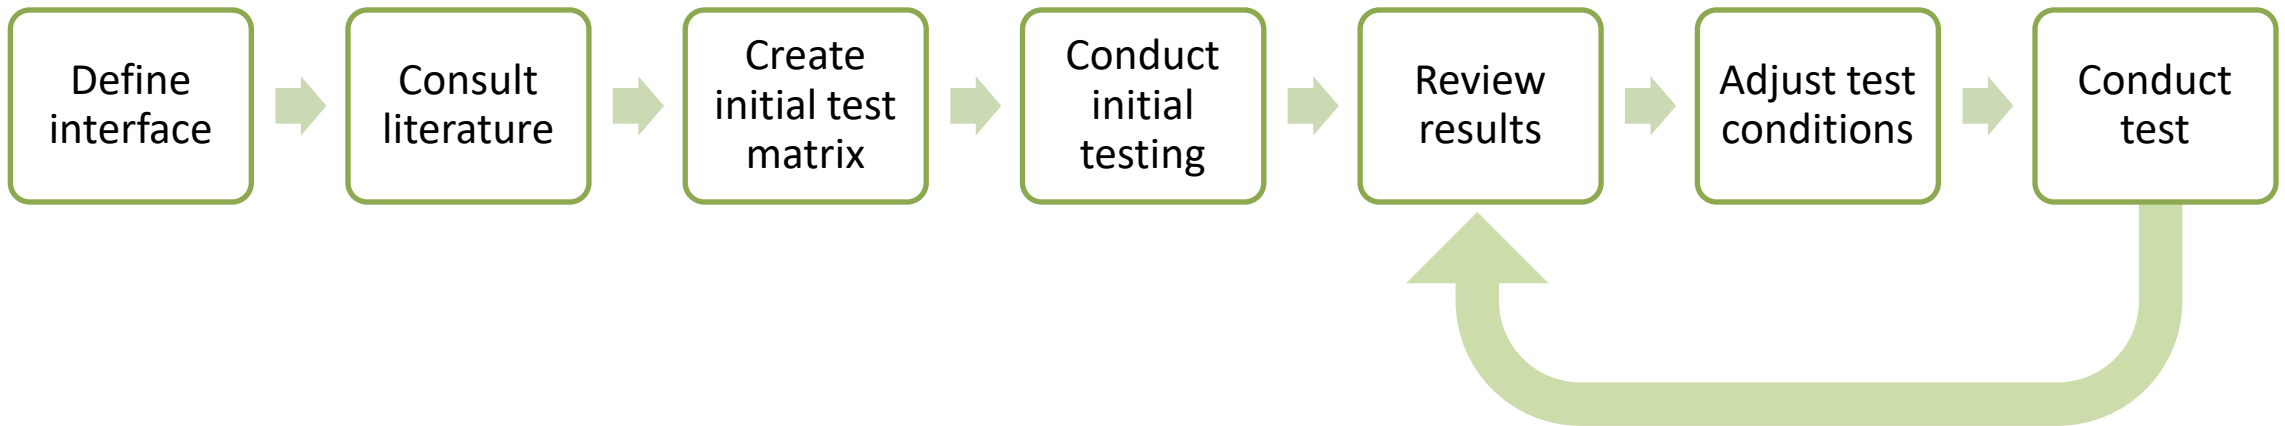 Define
interface
Consult
literature
Create
initial test
matrix
Conduct
initial
testing
Review
results
Adjust test
conditions
Conduct
test